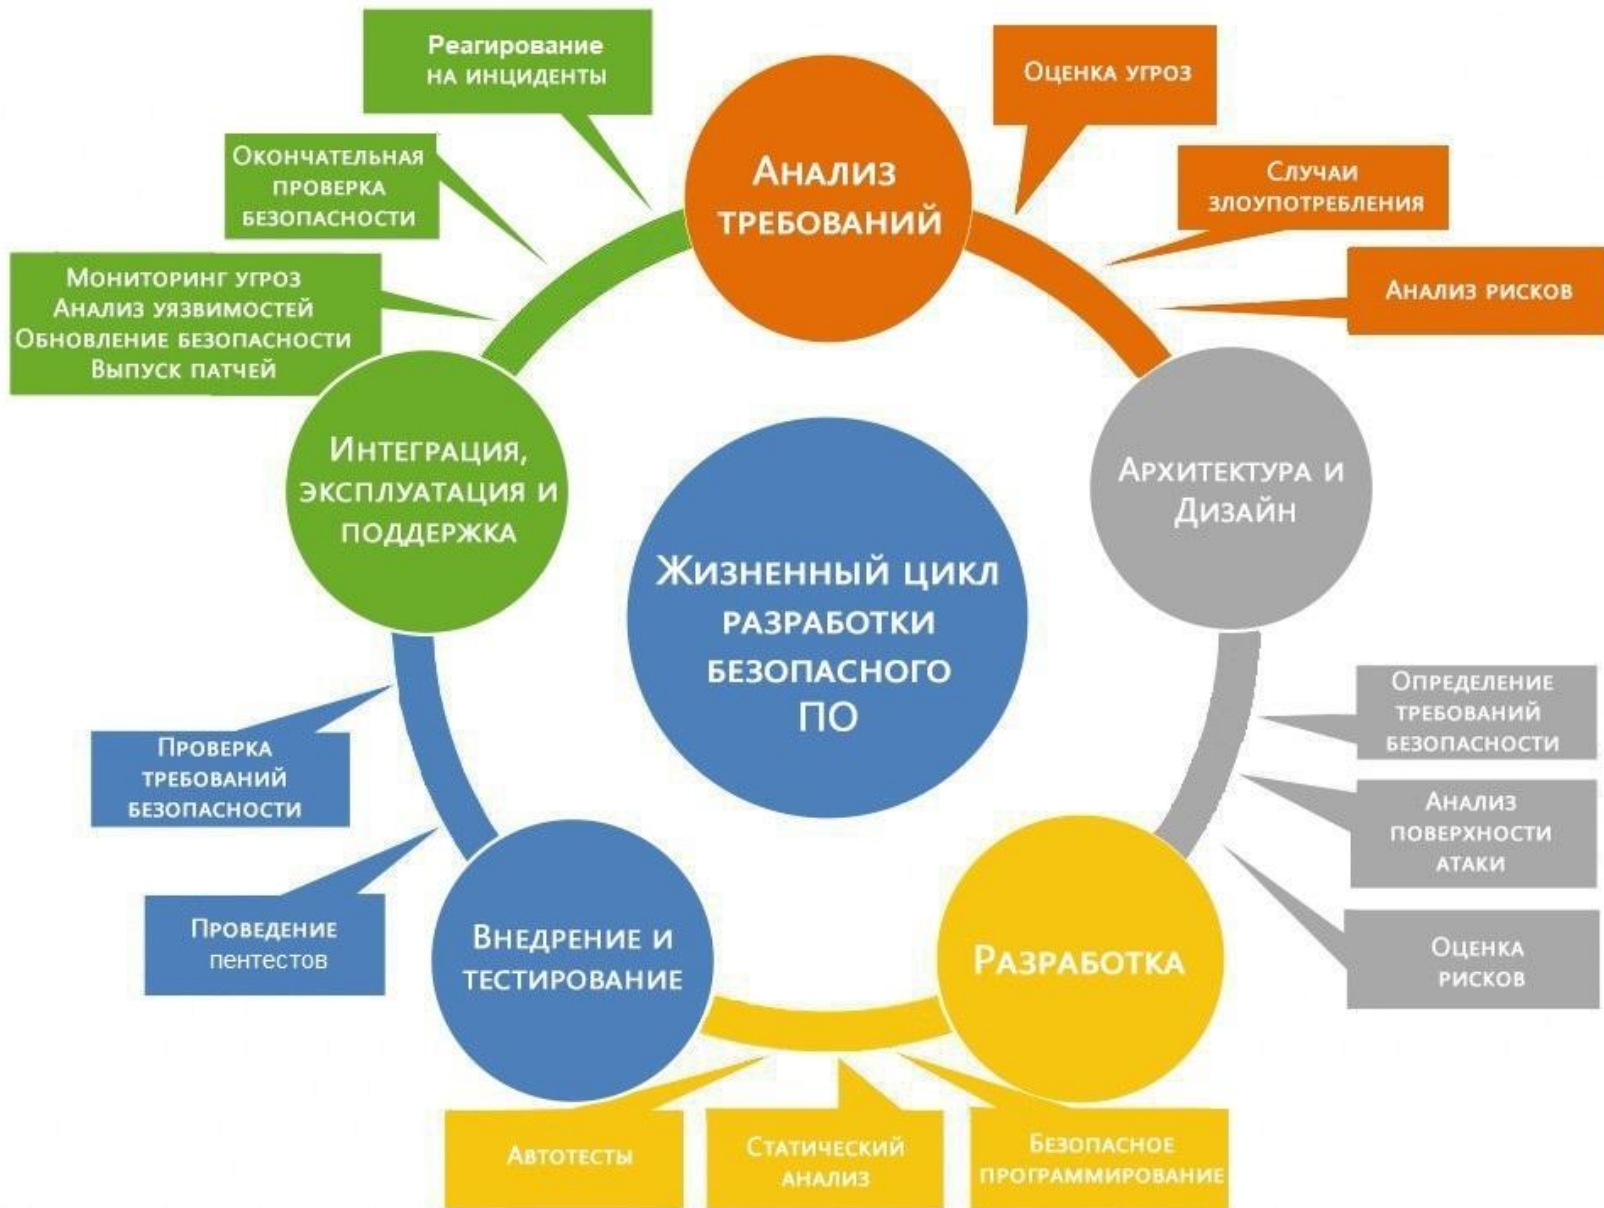 Реагирование
на инциденты
Оценка угроз
Окончательная
проверка
безопасности
Анализ
требований
Случаи
злоупотребления
Мониторинг угроз
Анализ уязвимостей
Обновление безопасности
Выпуск патчей
Анализ рисков
Интеграция,
эксплуатация и
поддержка
Архитектура и
Дизайн
Жизненный цикл
разработки
безопасного
ПО
Определение
требований
безопасности
Проверка
требований
безопасности
Анализ
поверхности
атаки
Проведение
пентестов
Внедрение и
тестирование
Разработка
Оценка
рисков
Автотесты
Статический
анализ
Безопасное
программирование